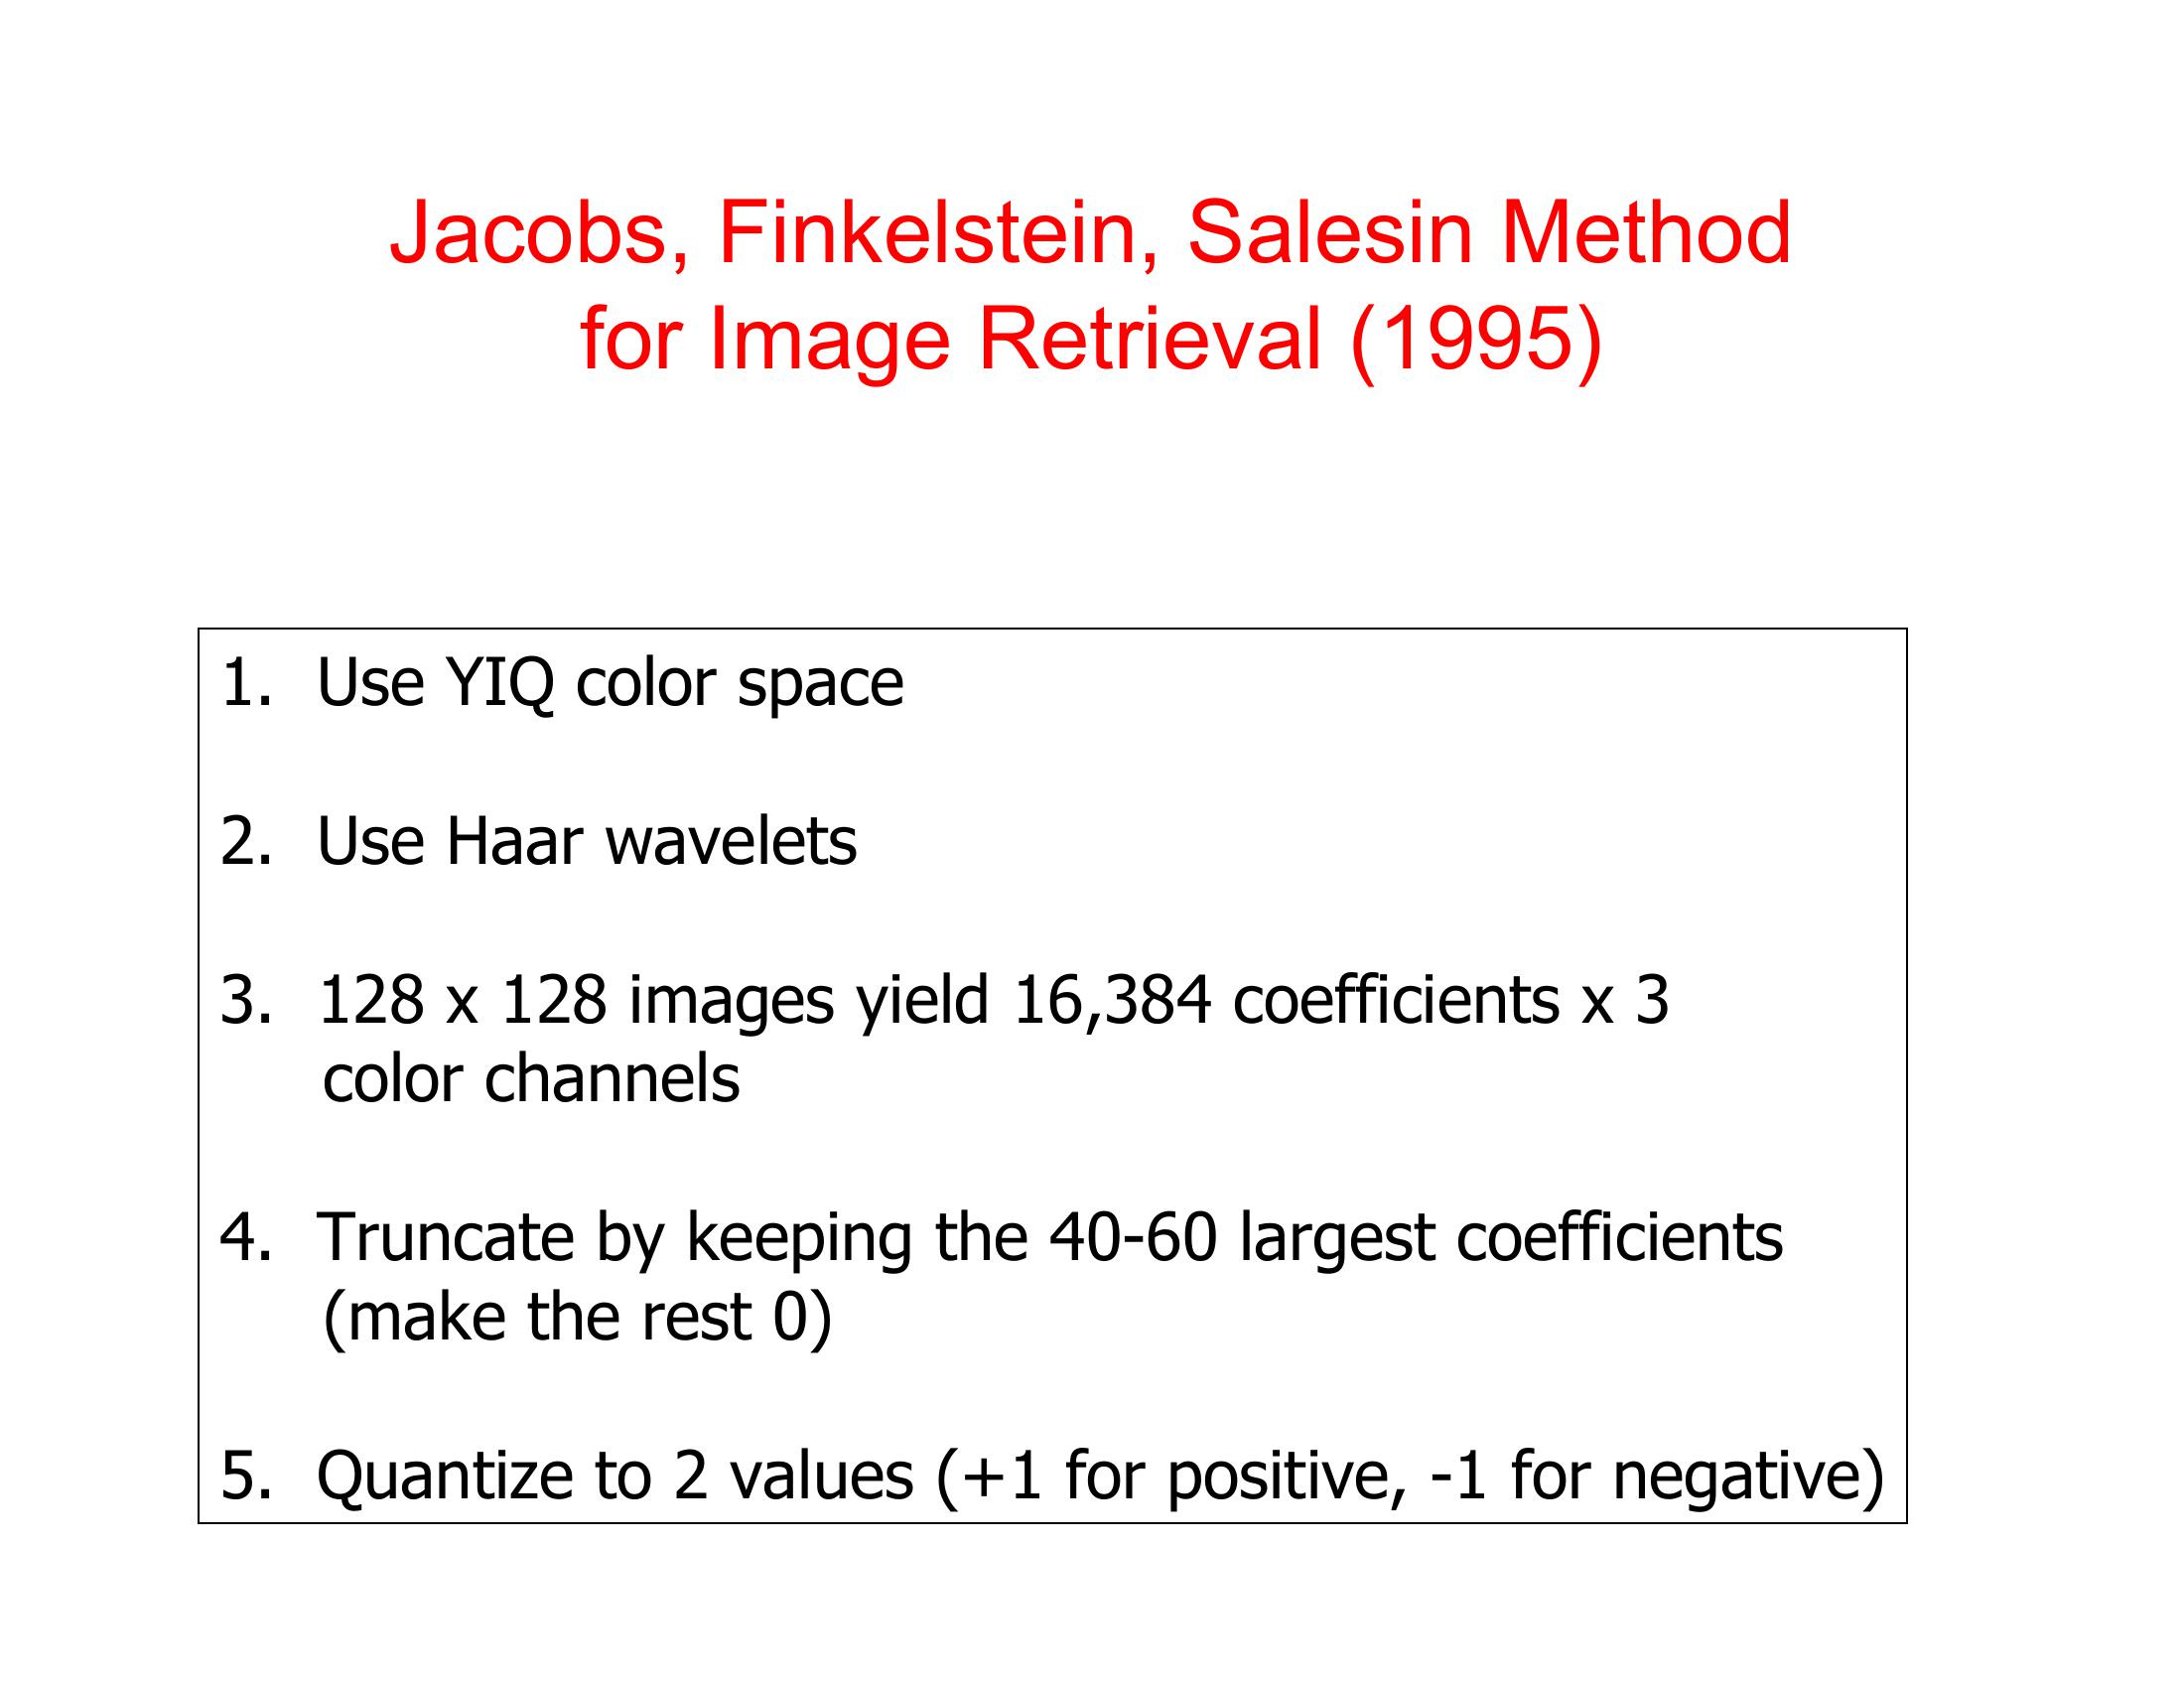 Jacobs, Finkelstein, Salesin Method
for Image Retrieval (1995)
1. Use YIQ color space
2. Use Haar wavelets
3. 128 x 128 images yield 16,384 coefficients x 3
color channels
4. Truncate by keeping the 40-60 largest coefficients
(make the rest 0)
5. Quantize to 2 values (+1 for positive, -1 for negative)